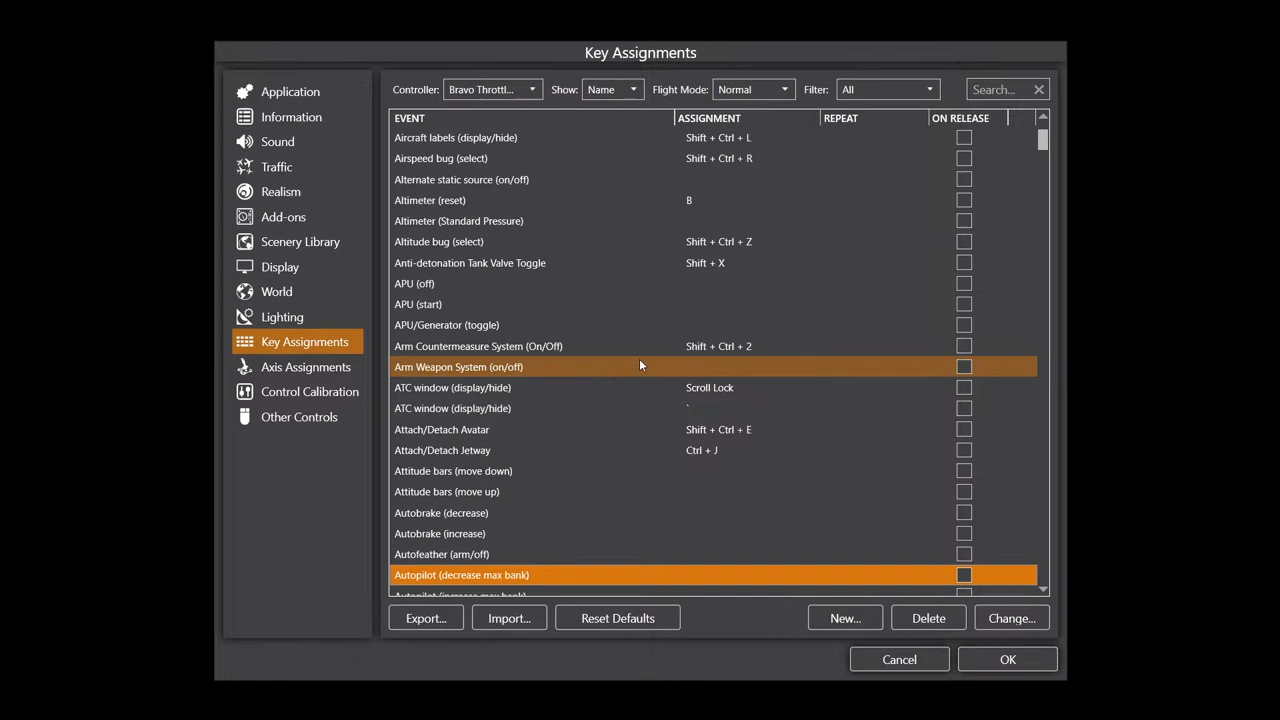 Key Assignments
Application
Information
Sound
Traffic
Realism
Add-ons
Scenery Library
Display
World
Lighting
Key Assignments
Axis Assignments
Control Calibration
Other Controls
Controller: Bravo Throttl... Show: Name Flight Mode: Normal Filter: All Search...
EVENT ASSIGNMENT REPEAT ON RELEASE
Aircraft labels (display/hide) Shift + Ctrl + L
Airspeed bug (select) Shift + Ctrl + R
Alternate static source (on/off)
Altimeter (reset) B
Altimeter (Standard Pressure)
Altitude bug (select) Shift + Ctrl + Z
Anti-detonation Tank Valve Toggle Shift + X
APU (off)
APU (start)
APU/Generator (toggle)
Arm Countermeasure System (On/Off) Shift + Ctrl + 2
Arm Weapon System (on/off)
ATC window (display/hide) Scroll Lock
ATC window (display/hide) `
Attach/Detach Avatar Shift + Ctrl + E
Attach/Detach Jetway Ctrl + J
Attitude bars (move down)
Attitude bars (move up)
Autobrake (decrease)
Autobrake (increase)
Autofeather (arm/off)
Autopilot (decrease max bank)
Autopilot (increase max bank)
Export... Import... Reset Defaults New... Delete Change...
Cancel OK